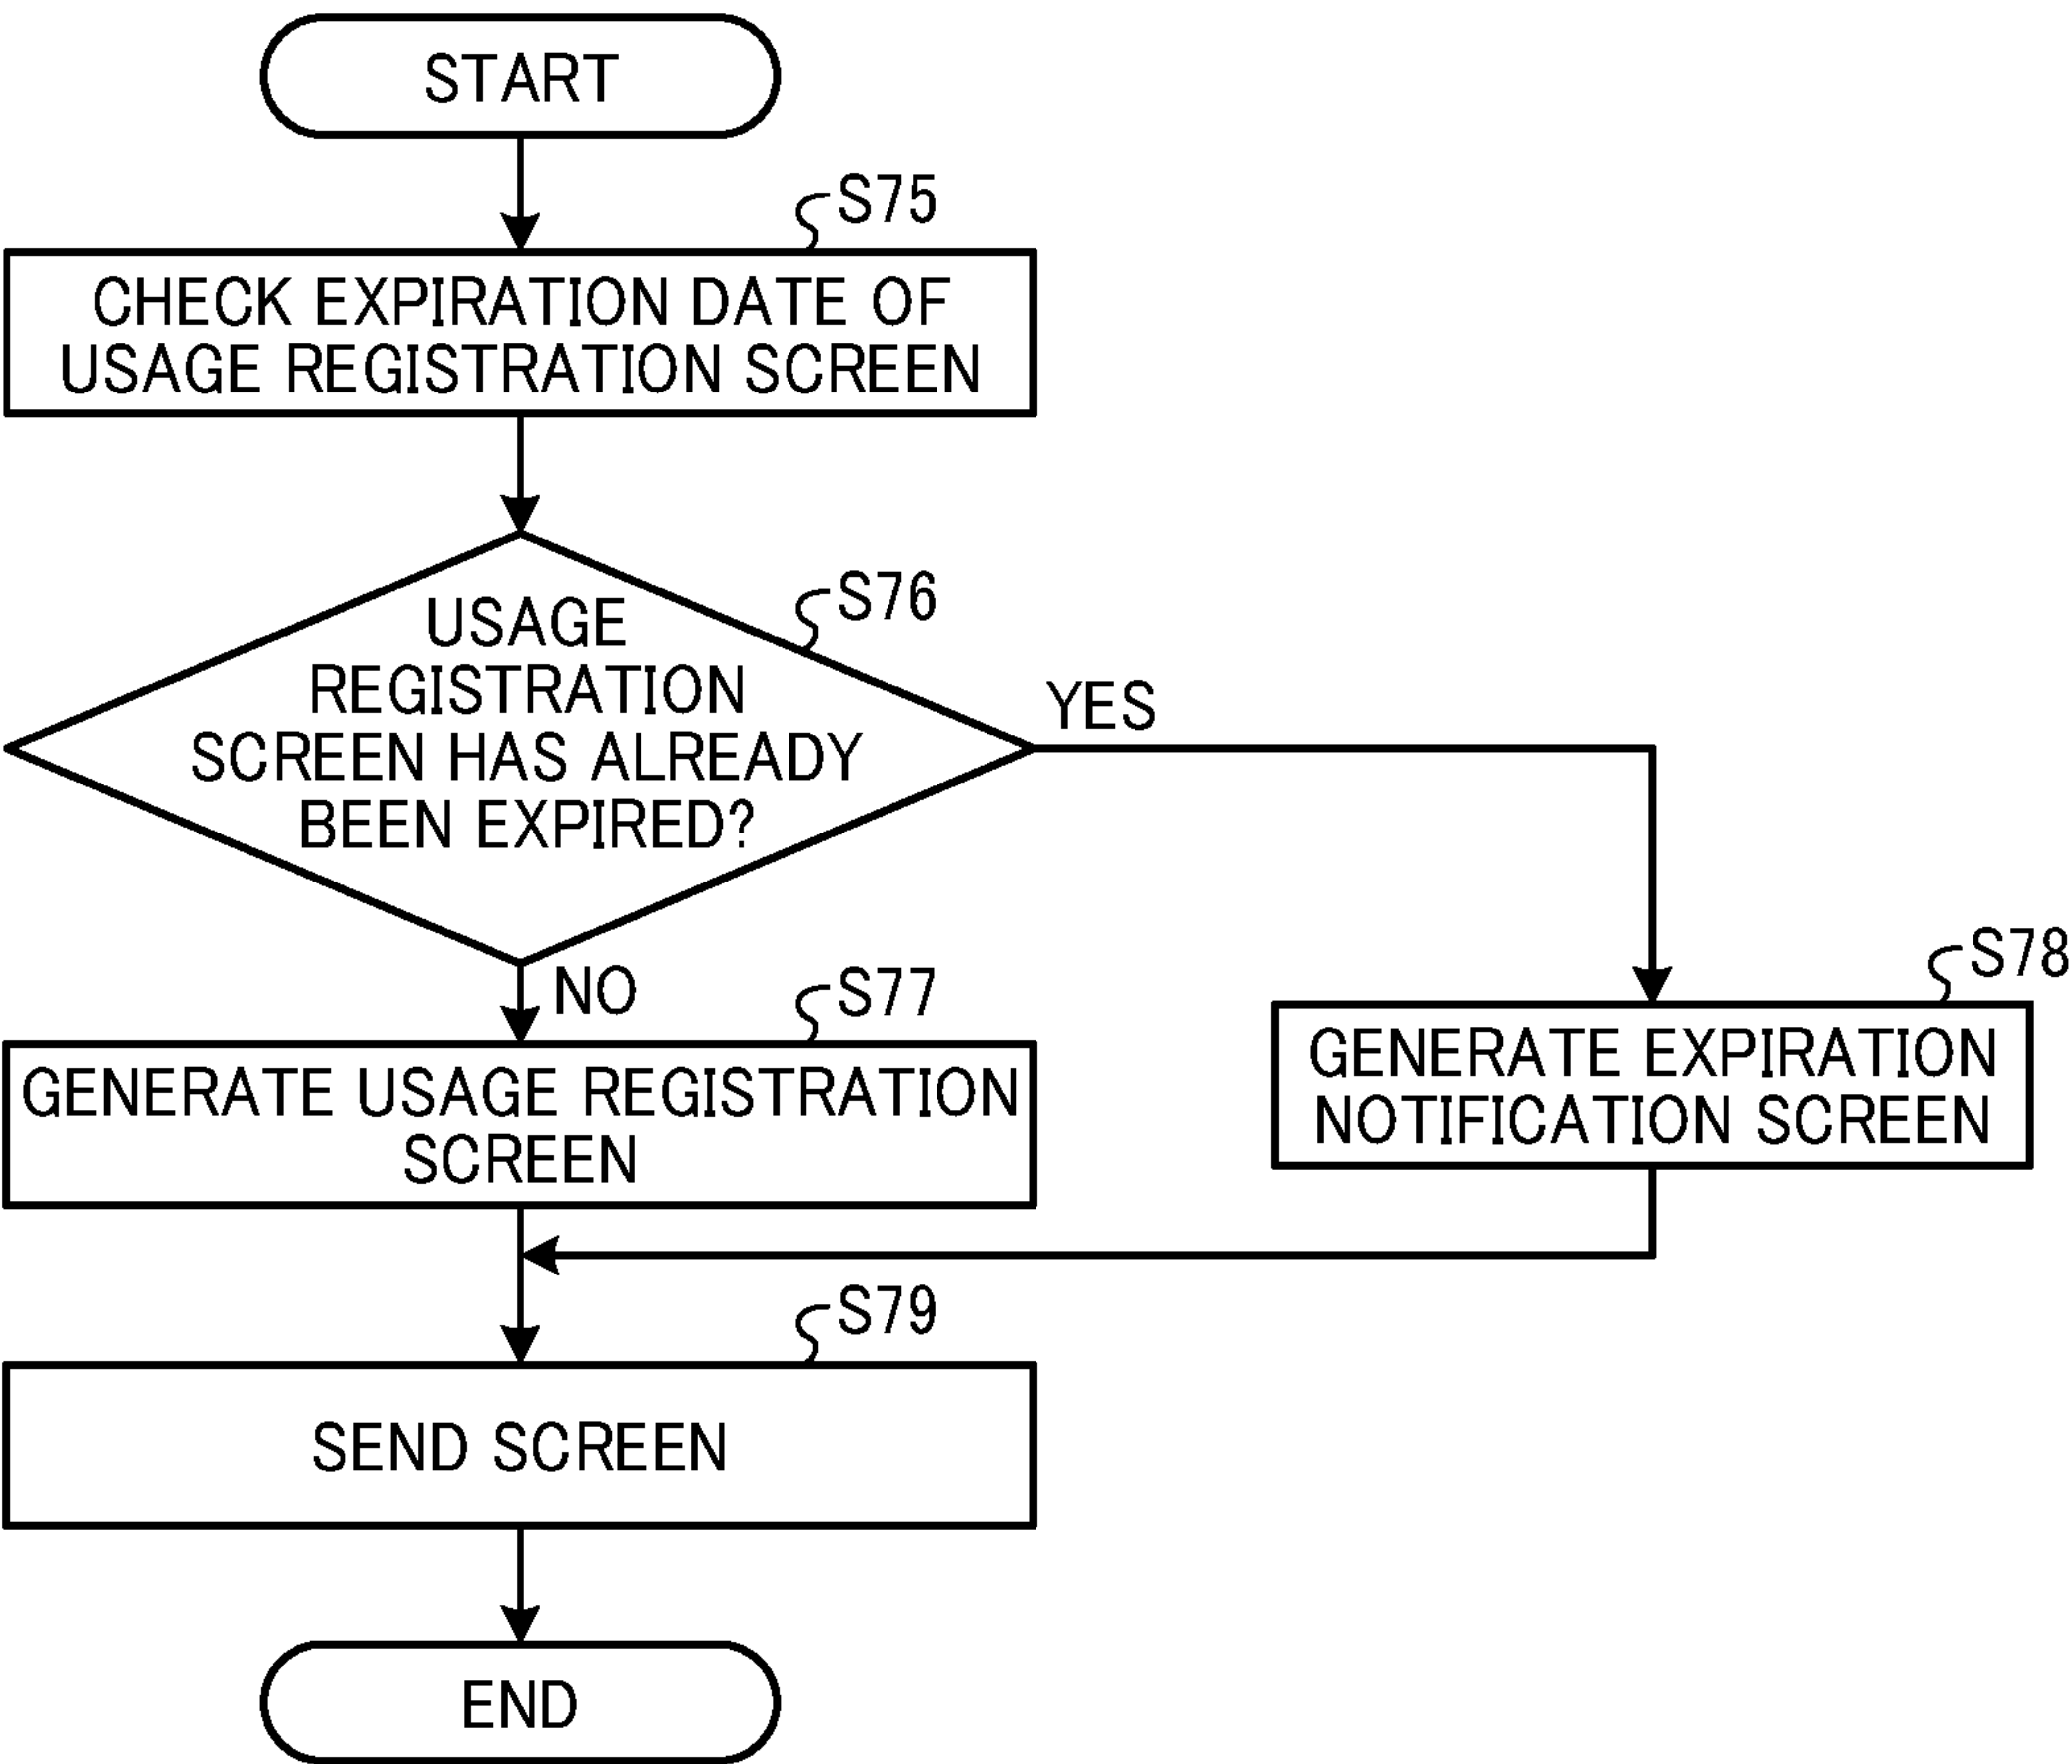 START
S75
CHECK EXPIRATION DATE OF
USAGE REGISTRATION SCREEN
S76
USAGE
REGISTRATION
SCREEN HAS ALREADY
BEEN EXPIRED?
YES
NO
S77
GENERATE USAGE REGISTRATION
SCREEN
S78
GENERATE EXPIRATION
NOTIFICATION SCREEN
S79
SEND SCREEN
END